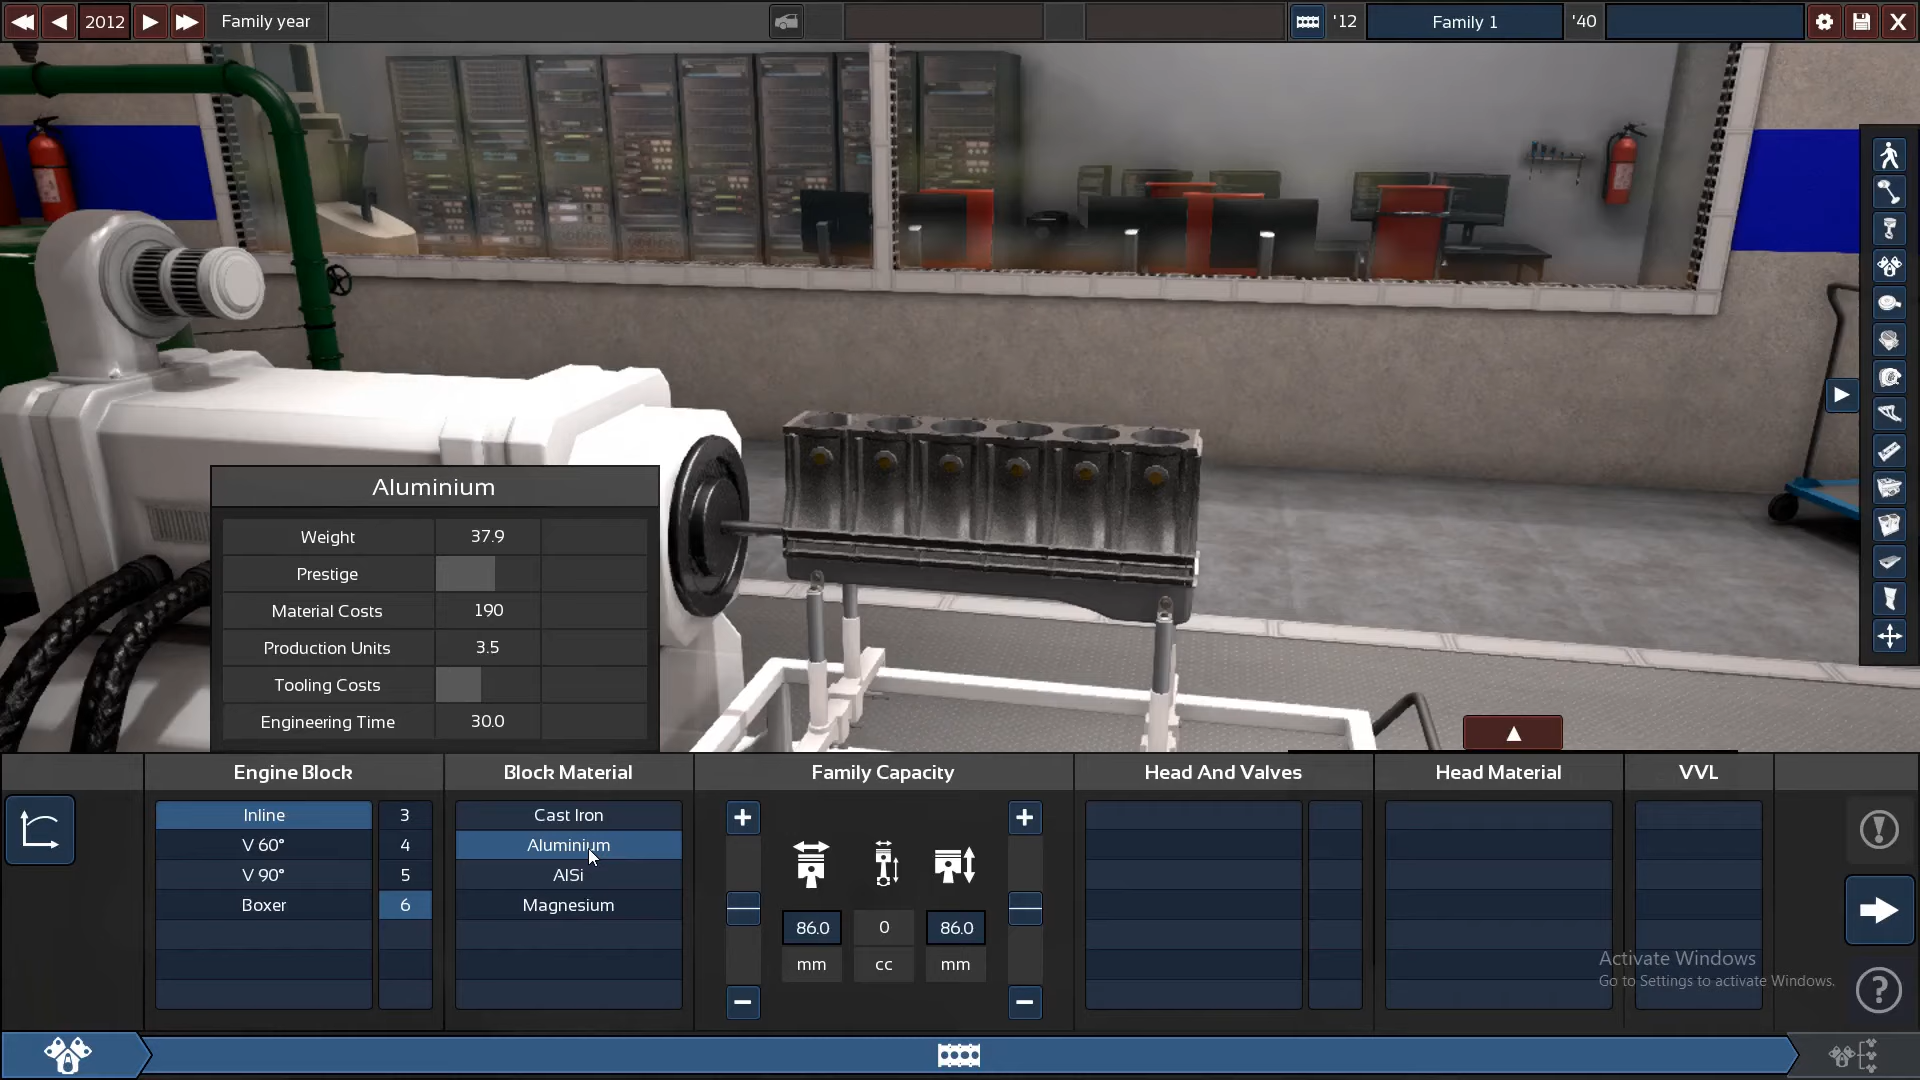 2012
Family year
'12
Family 1
'40
X
Aluminium
Weight 37.9
Prestige
Material Costs 190
Production Units 3.5
Tooling Costs
Engineering Time 30.0
Engine Block
Inline 3
V 60° 4
V 90° 5
Boxer 6
Block Material
Cast Iron
Aluminium
AlSi
Magnesium
Family Capacity
86.0 0 86.0
mm cc mm
Head And Valves
Head Material
VVL
Activate Windows
Go to Settings to activate Windows.